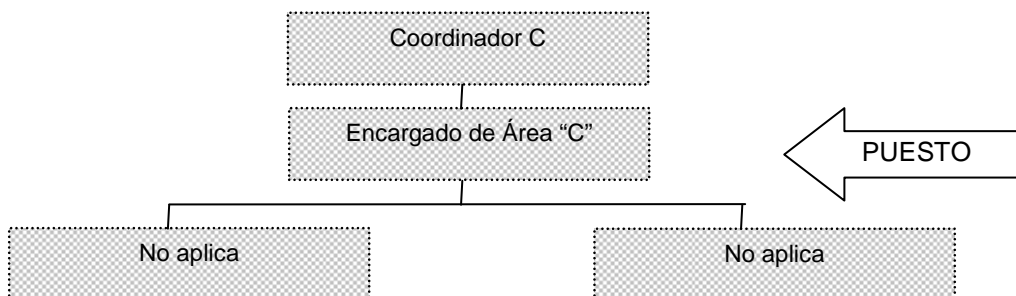 Coordinador C
Encargado de Área “C”
PUESTO
No aplica
No aplica